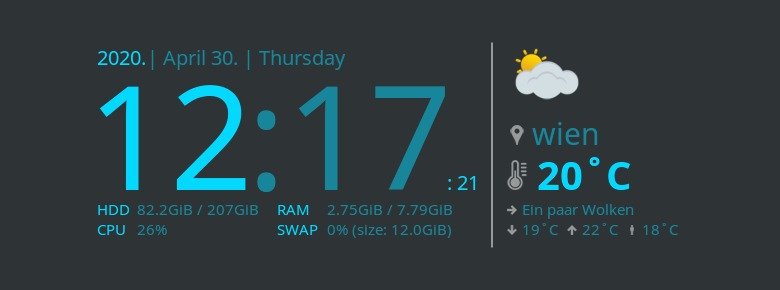 2020. | April 30. | Thursday
12:17 : 21
HDD 82.2GiB / 207GiB RAM 2.75GiB / 7.79GiB
CPU 26% SWAP 0% (size: 12.0GiB)
wien
20°C
Ein paar Wolken
19°C 22°C 18°C